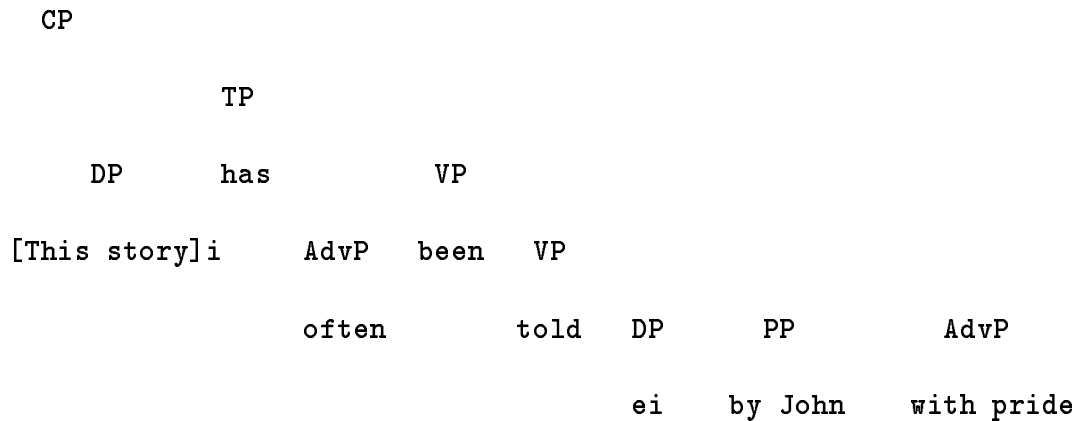 CP
TP
DP has VP
[This story]i AdvP been VP
often told DP PP AdvP
ei by John with pride